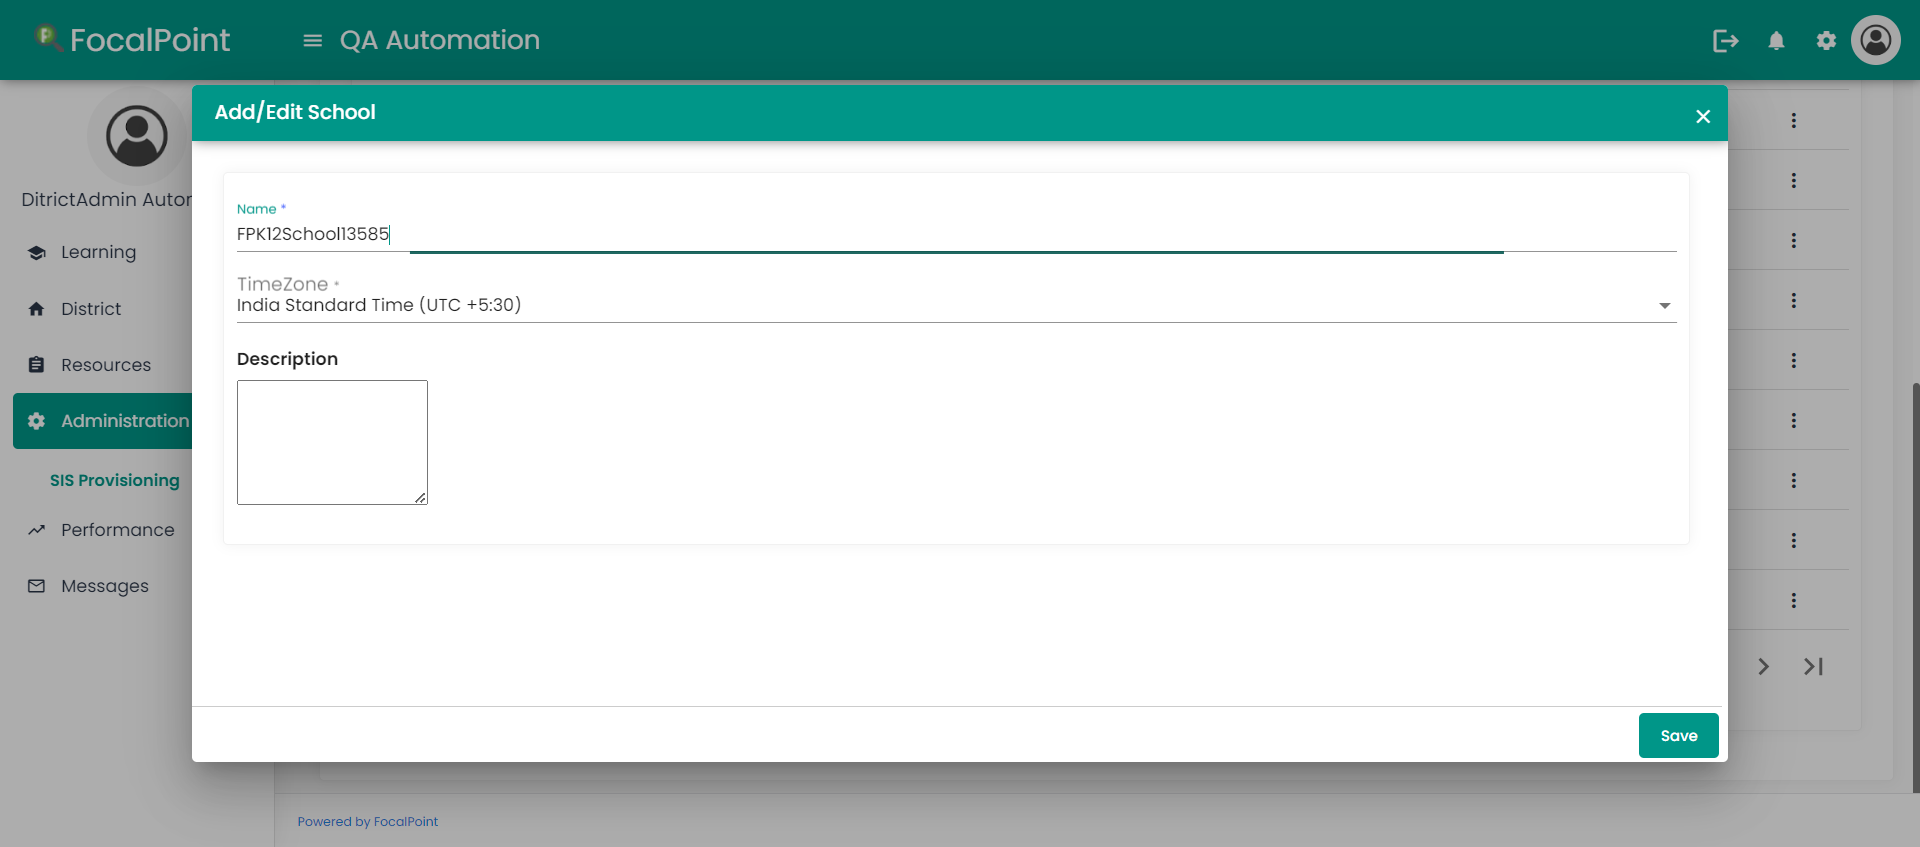 FocalPoint
QA Automation
Add/Edit School
DitrictAdmin Autor
Learning
District
Resources
Administration
SIS Provisioning
Performance
Messages
Name *
FPK12School13585
TimeZone *
India Standard Time (UTC +5:30)
Description
Save
Powered by FocalPoint